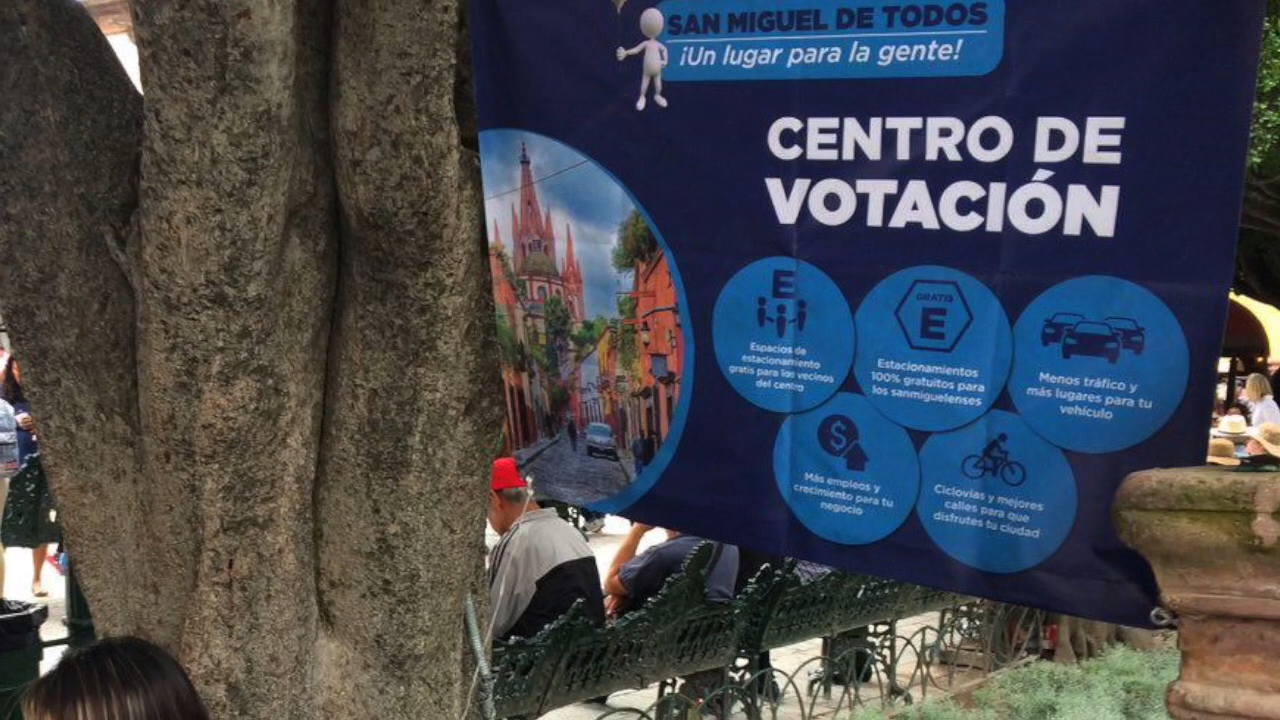 SAN MIGUEL DE TODOS
¡Un lugar para la gente!
CENTRO DE
VOTACIÓN
E
Espacios de
estacionamiento
gratis para los vecinos
del centro
GRATIS
E
Estacionamientos
100% gratuitos para
los sanmiguelenses
Menos tráfico y
más lugares para tu
vehículo
$
Más empleos y
crecimiento para tu
negocio
Ciclovías y mejores
calles para que
disfrutes tu ciudad